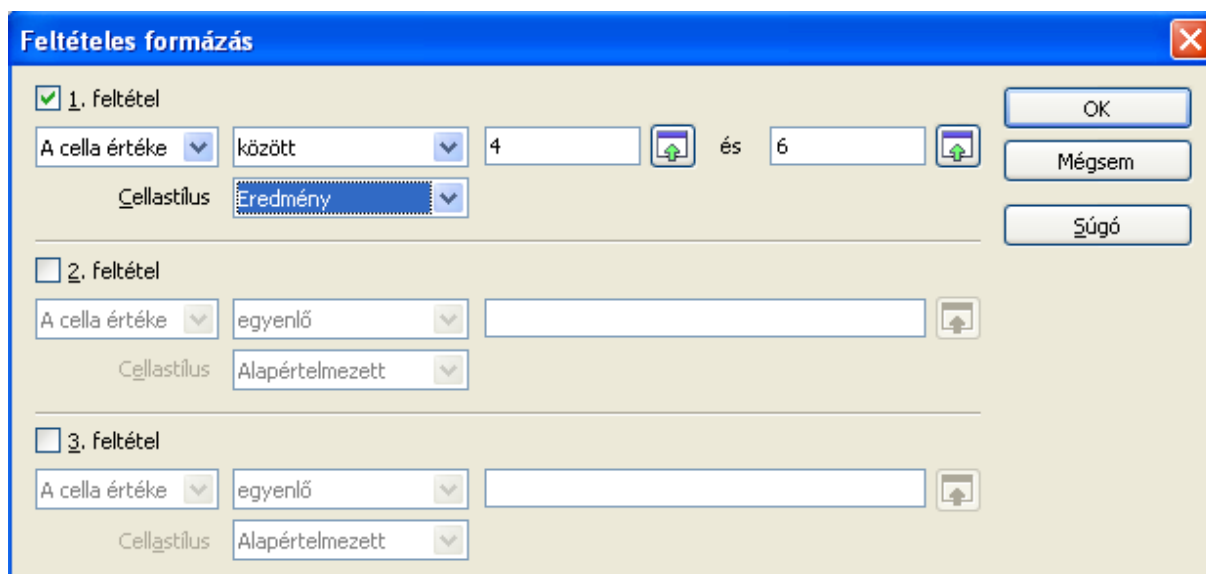 Feltételes formázás
1. feltétel
A cella értéke között 4 és 6
Cellastílus Eredmény
2. feltétel
A cella értéke egyenlő
Cellastílus Alapértelmezett
3. feltétel
A cella értéke egyenlő
Cellastílus Alapértelmezett
OK
Mégsem
Súgó